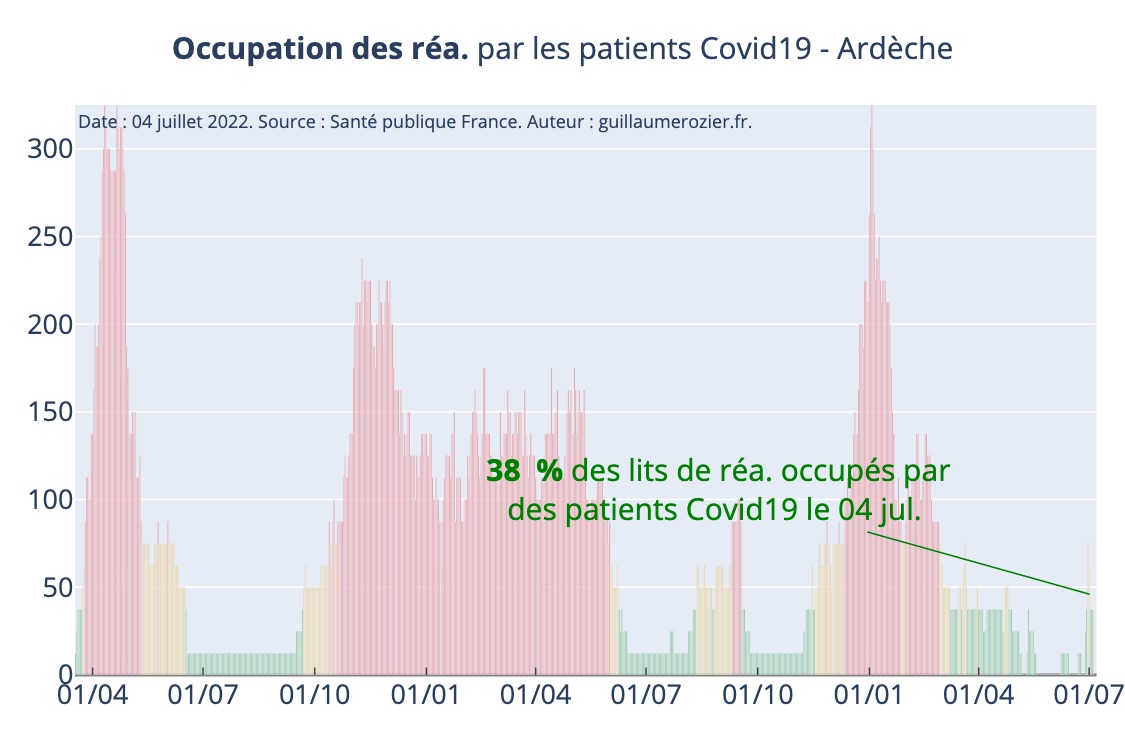 Occupation des réa. par les patients Covid19 - Ardèche
Date : 04 juillet 2022. Source : Santé publique France. Auteur : guillaumerozier.fr.
300
250
200
150
100
50
0
38 % des lits de réa. occupés par
des patients Covid19 le 04 jul.
01/04 01/07 01/10 01/01 01/04 01/07 01/10 01/01 01/04 01/07